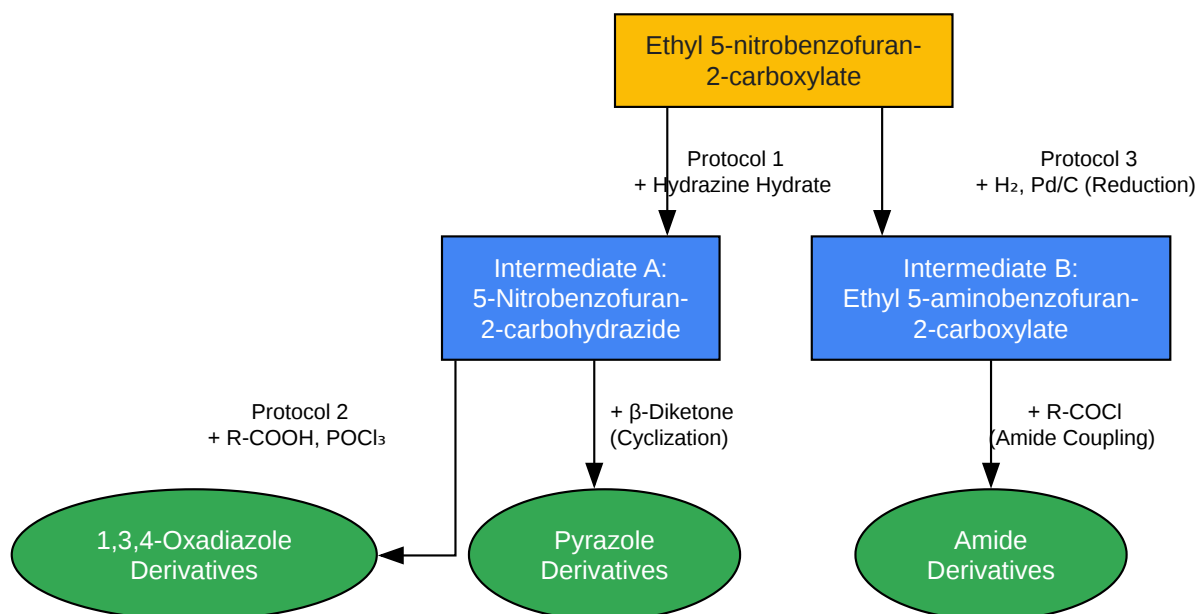 Ethyl 5-nitrobenzofuran-
2-carboxylate
Protocol 1
+ Hydrazine Hydrate
Protocol 3
+ H₂, Pd/C (Reduction)
Intermediate A:
5-Nitrobenzofuran-
2-carbohydrazide
Intermediate B:
Ethyl 5-aminobenzofuran-
2-carboxylate
Protocol 2
+ R-COOH, POCl₃
+ β-Diketone
(Cyclization)
+ R-COCl
(Amide Coupling)
1,3,4-Oxadiazole
Derivatives
Pyrazole
Derivatives
Amide
Derivatives